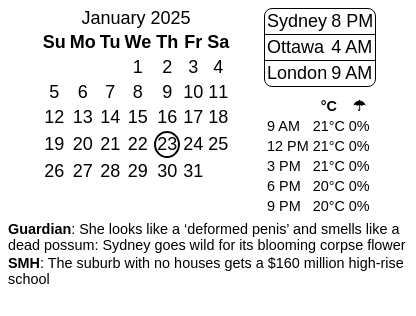 January 2025
Su Mo Tu We Th Fr Sa
1 2 3 4
5 6 7 8 9 10 11
12 13 14 15 16 17 18
19 20 21 22 23 24 25
26 27 28 29 30 31
Sydney 8 PM
Ottawa 4 AM
London 9 AM
°C ☂
9 AM 21°C 0%
12 PM 21°C 0%
3 PM 21°C 0%
6 PM 20°C 0%
9 PM 20°C 0%
Guardian: She looks like a ‘deformed penis’ and smells like a
dead possum: Sydney goes wild for its blooming corpse flower
SMH: The suburb with no houses gets a $160 million high-rise
school